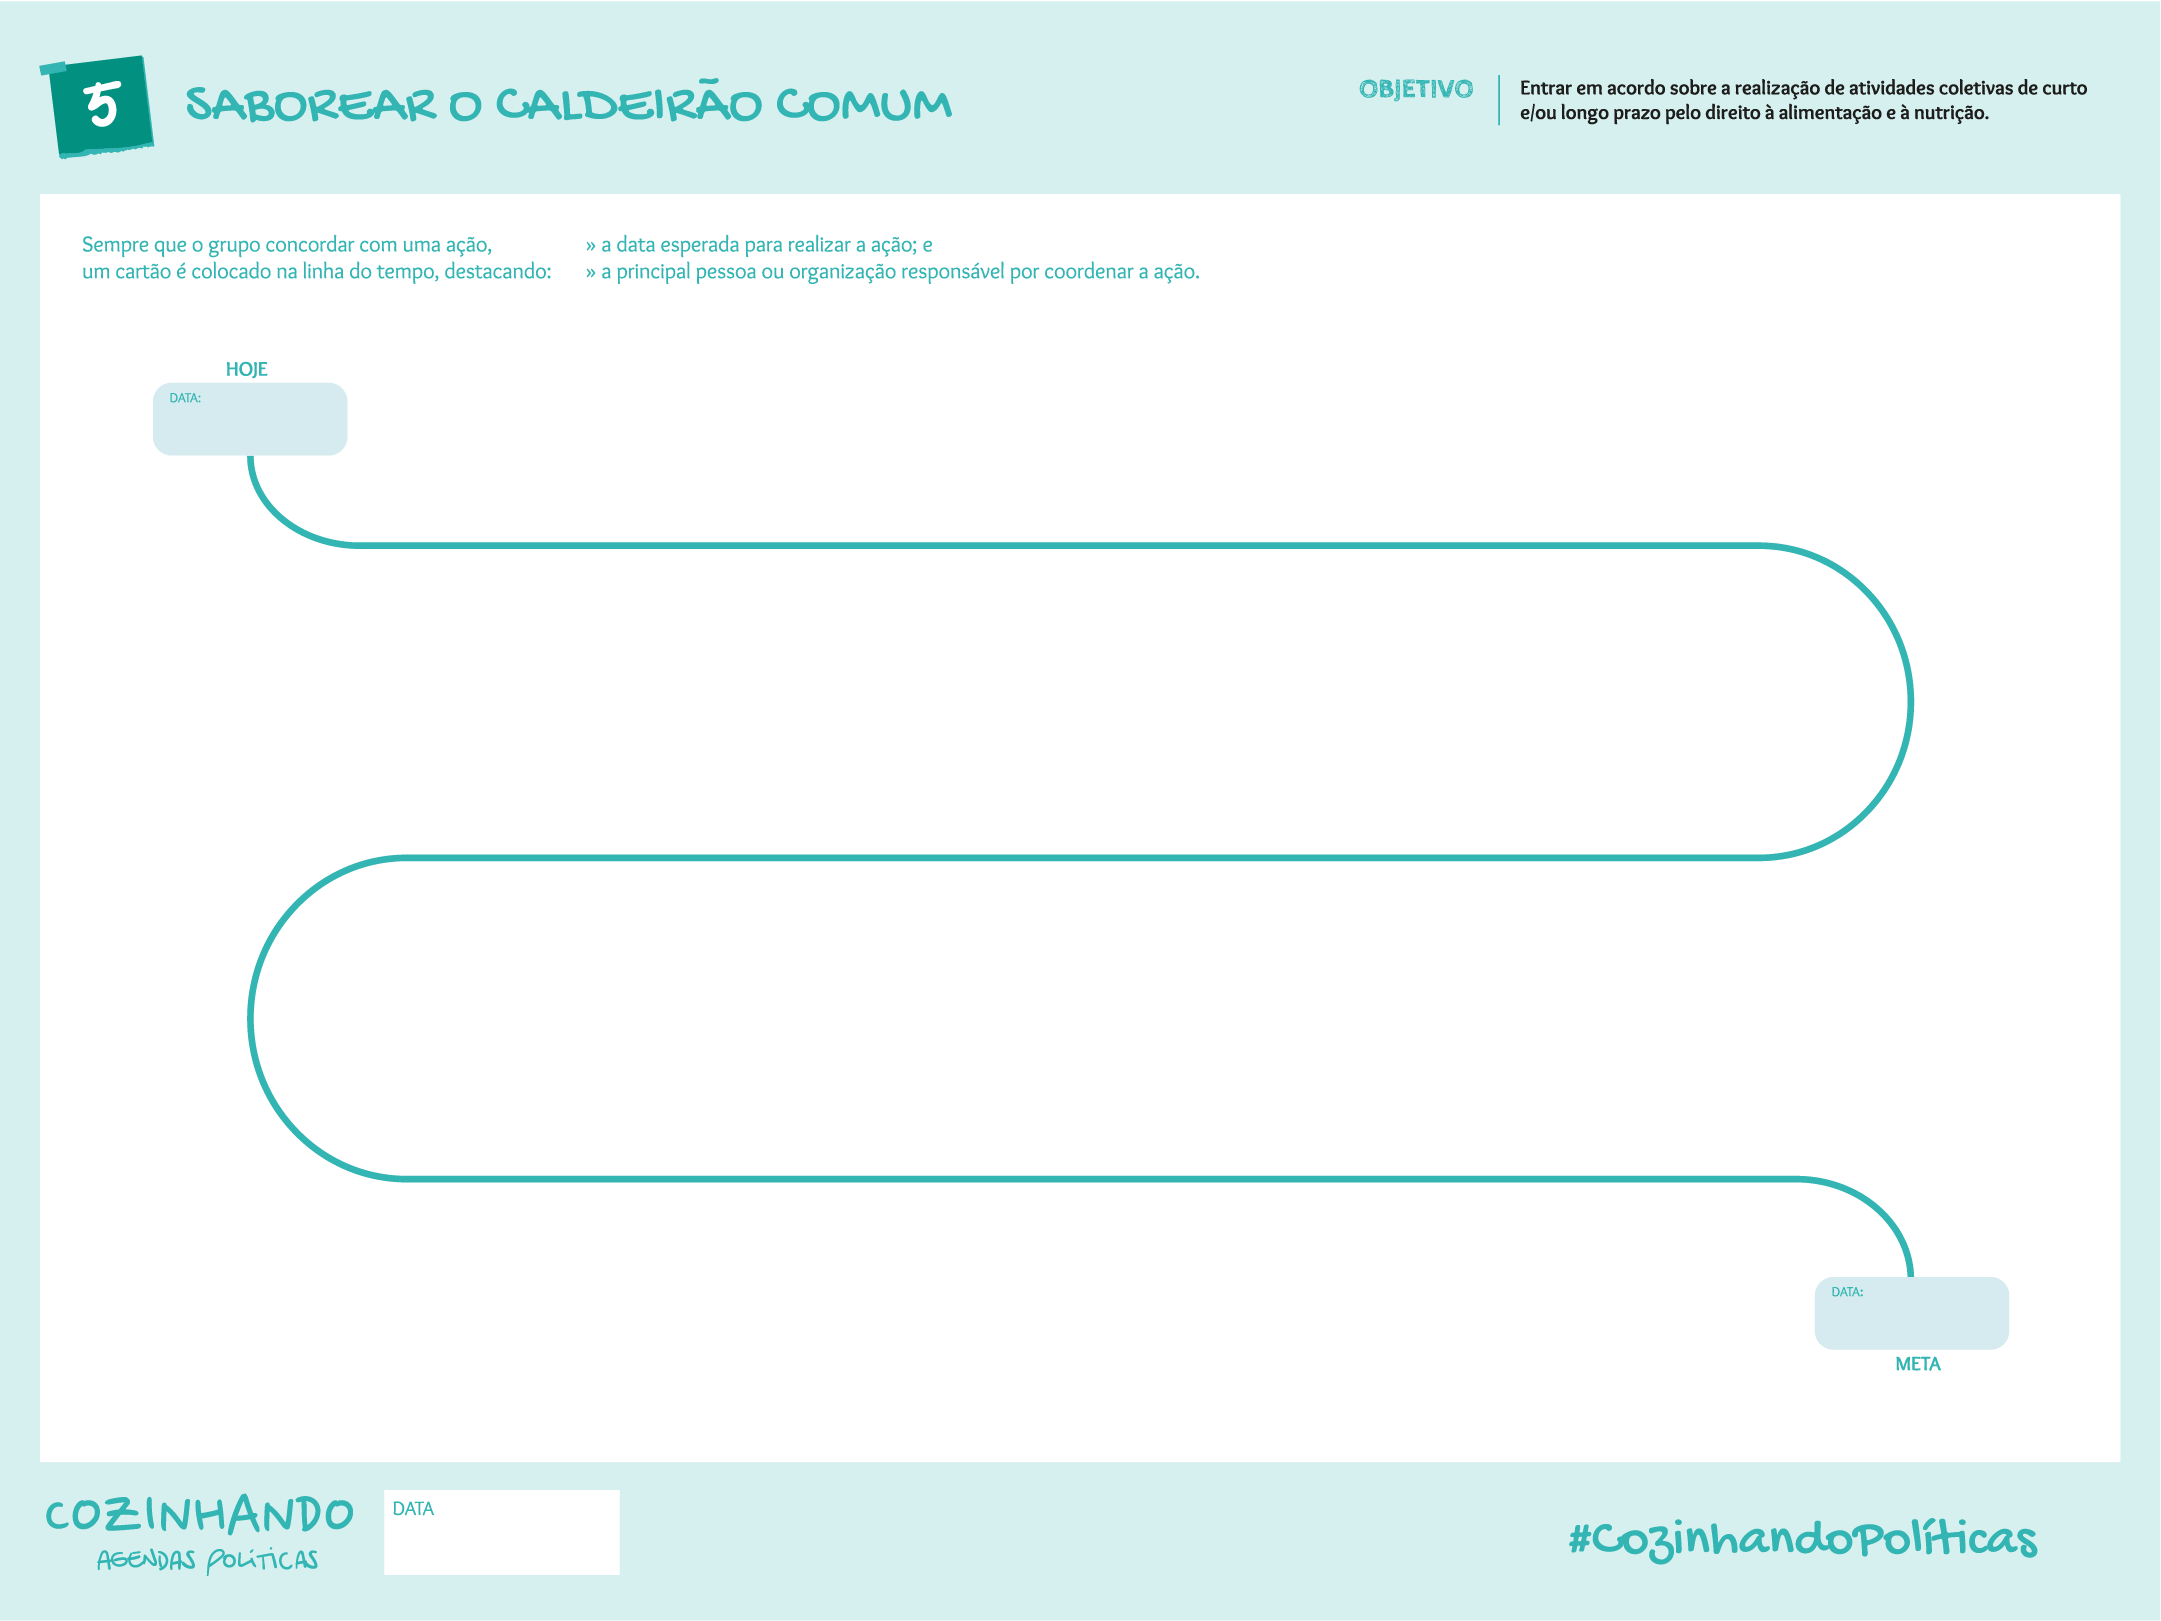 5
SABOREAR O CALDEIRÃO COMUM
OBJETIVO
Entrar em acordo sobre a realização de atividades coletivas de curto
e/ou longo prazo pelo direito à alimentação e à nutrição.
Sempre que o grupo concordar com uma ação,
um cartão é colocado na linha do tempo, destacando:
» a data esperada para realizar a ação; e
» a principal pessoa ou organização responsável por coordenar a ação.
HOJE
DATA:
DATA:
META
COZINHANDO
AGENDAS POLÍTICAS
DATA
#CozinhandoPolíticas